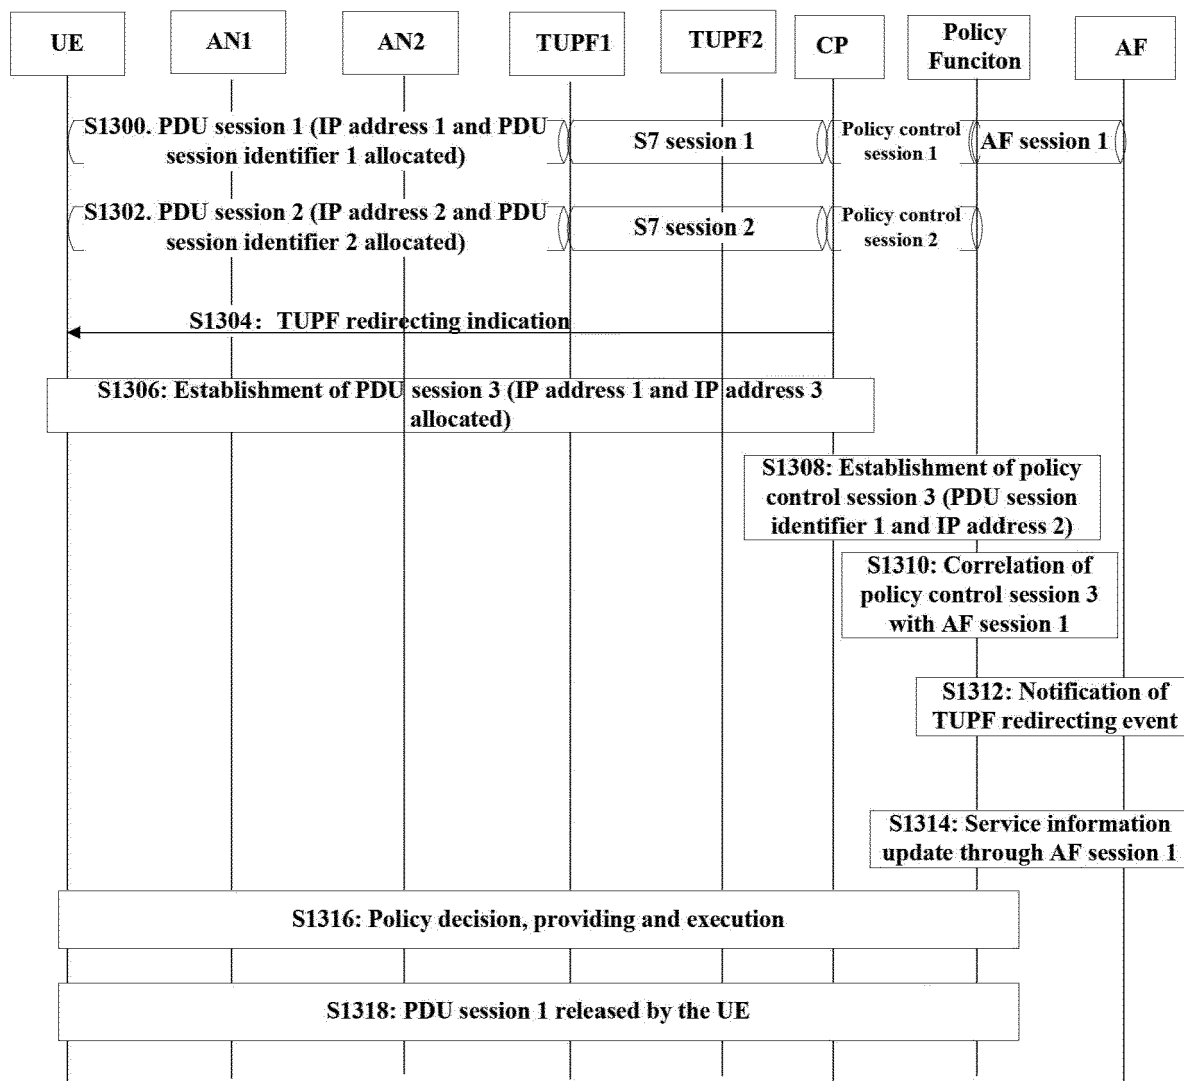 UE
AN1
AN2
TUPF1
TUPF2
CP
Policy
Funciton
AF
S1300. PDU session 1 (IP address 1 and PDU
session identifier 1 allocated)
S7 session 1
Policy control
session 1
AF session 1
S1302. PDU session 2 (IP address 2 and PDU
session identifier 2 allocated)
S7 session 2
Policy control
session 2
S1304：TUPF redirecting indication
S1306: Establishment of PDU session 3 (IP address 1 and IP address 3
allocated)
S1308: Establishment of policy
control session 3 (PDU session
identifier 1 and IP address 2)
S1310: Correlation of
policy control session 3
with AF session 1
S1312: Notification of
TUPF redirecting event
S1314: Service information
update through AF session 1
S1316: Policy decision, providing and execution
S1318: PDU session 1 released by the UE